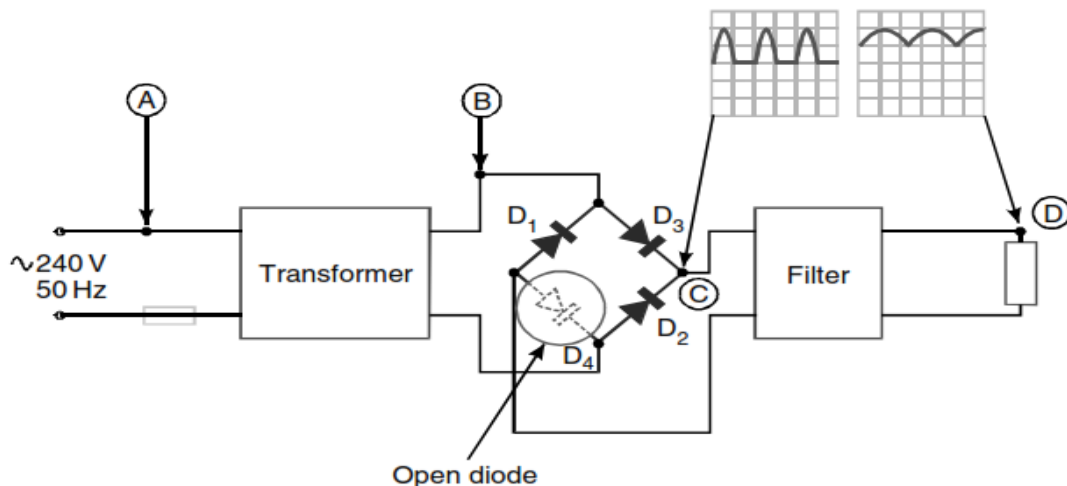 A
B
D₁
D₃
D
∿240 V
50 Hz
Transformer
Filter
C
D₂
D₄
Open diode